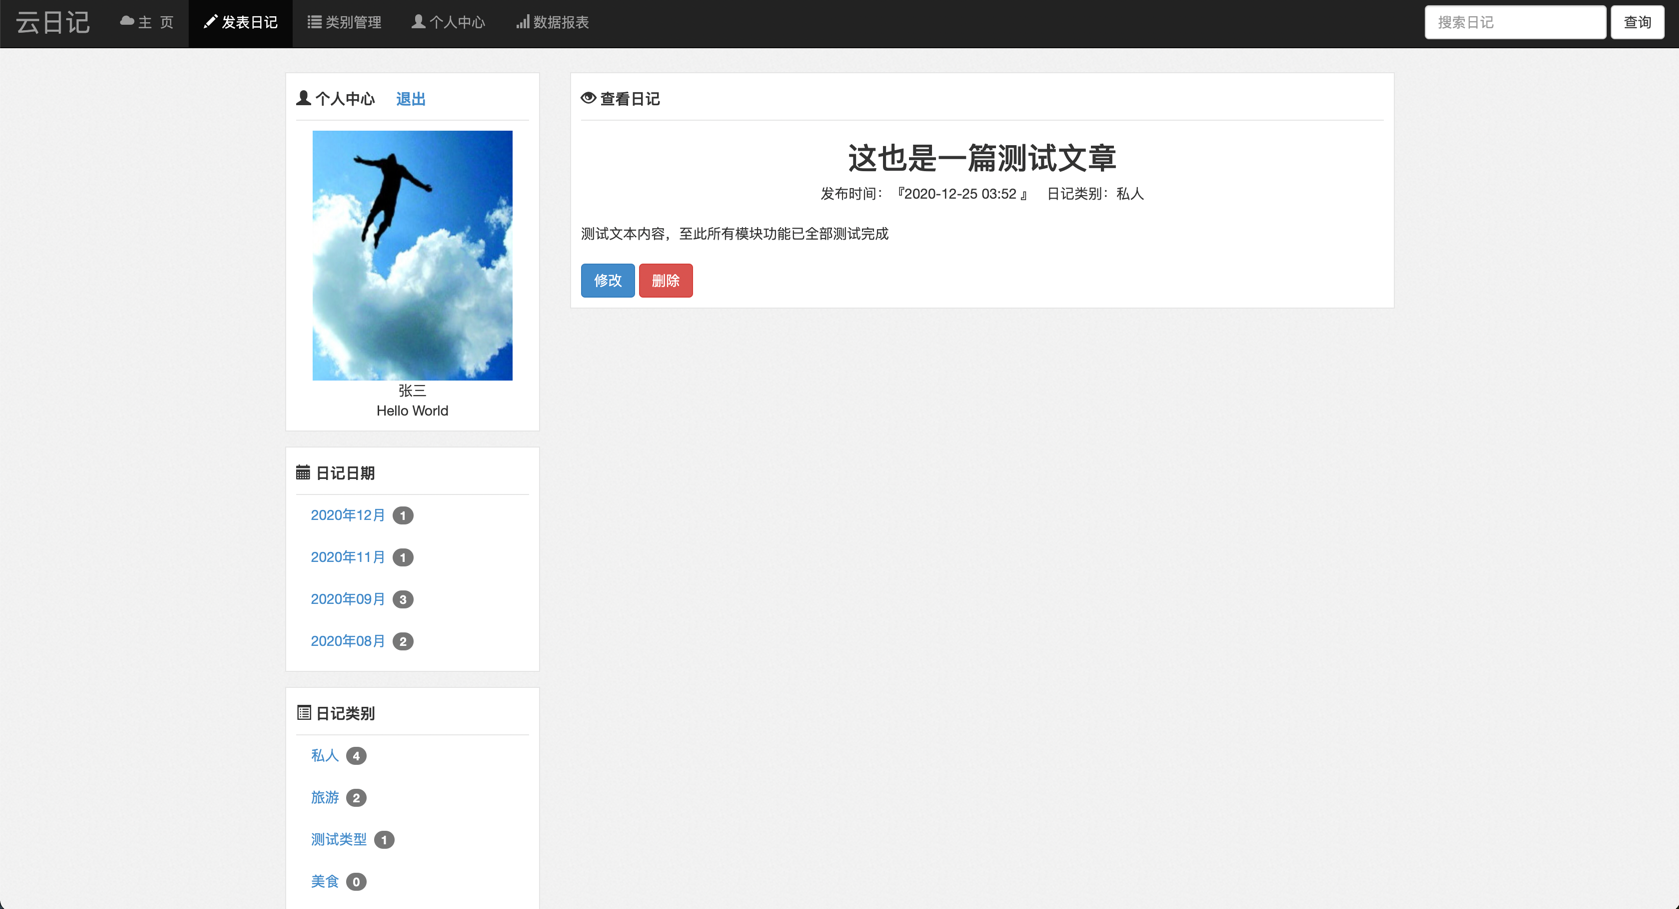 云日记 主 页 发表日记 类别管理 个人中心 数据报表 搜索日记 查询
个人中心 退出
张三
Hello World
日记日期
2020年12月 1
2020年11月 1
2020年09月 3
2020年08月 2
日记类别
私人 4
旅游 2
测试类型 1
美食 0
查看日记
这也是一篇测试文章
发布时间：『2020-12-25 03:52 』 日记类别：私人
测试文本内容，至此所有模块功能已全部测试完成
修改 删除